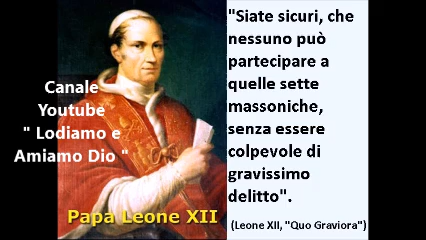 Canale
Youtube
" Lodiamo e
Amiamo Dio "
Papa Leone XII
"Siate sicuri, che
nessuno può
partecipare a
quelle sette
massoniche,
senza essere
colpevole di
gravissimo
delitto".
(Leone XII, "Quo Graviora")